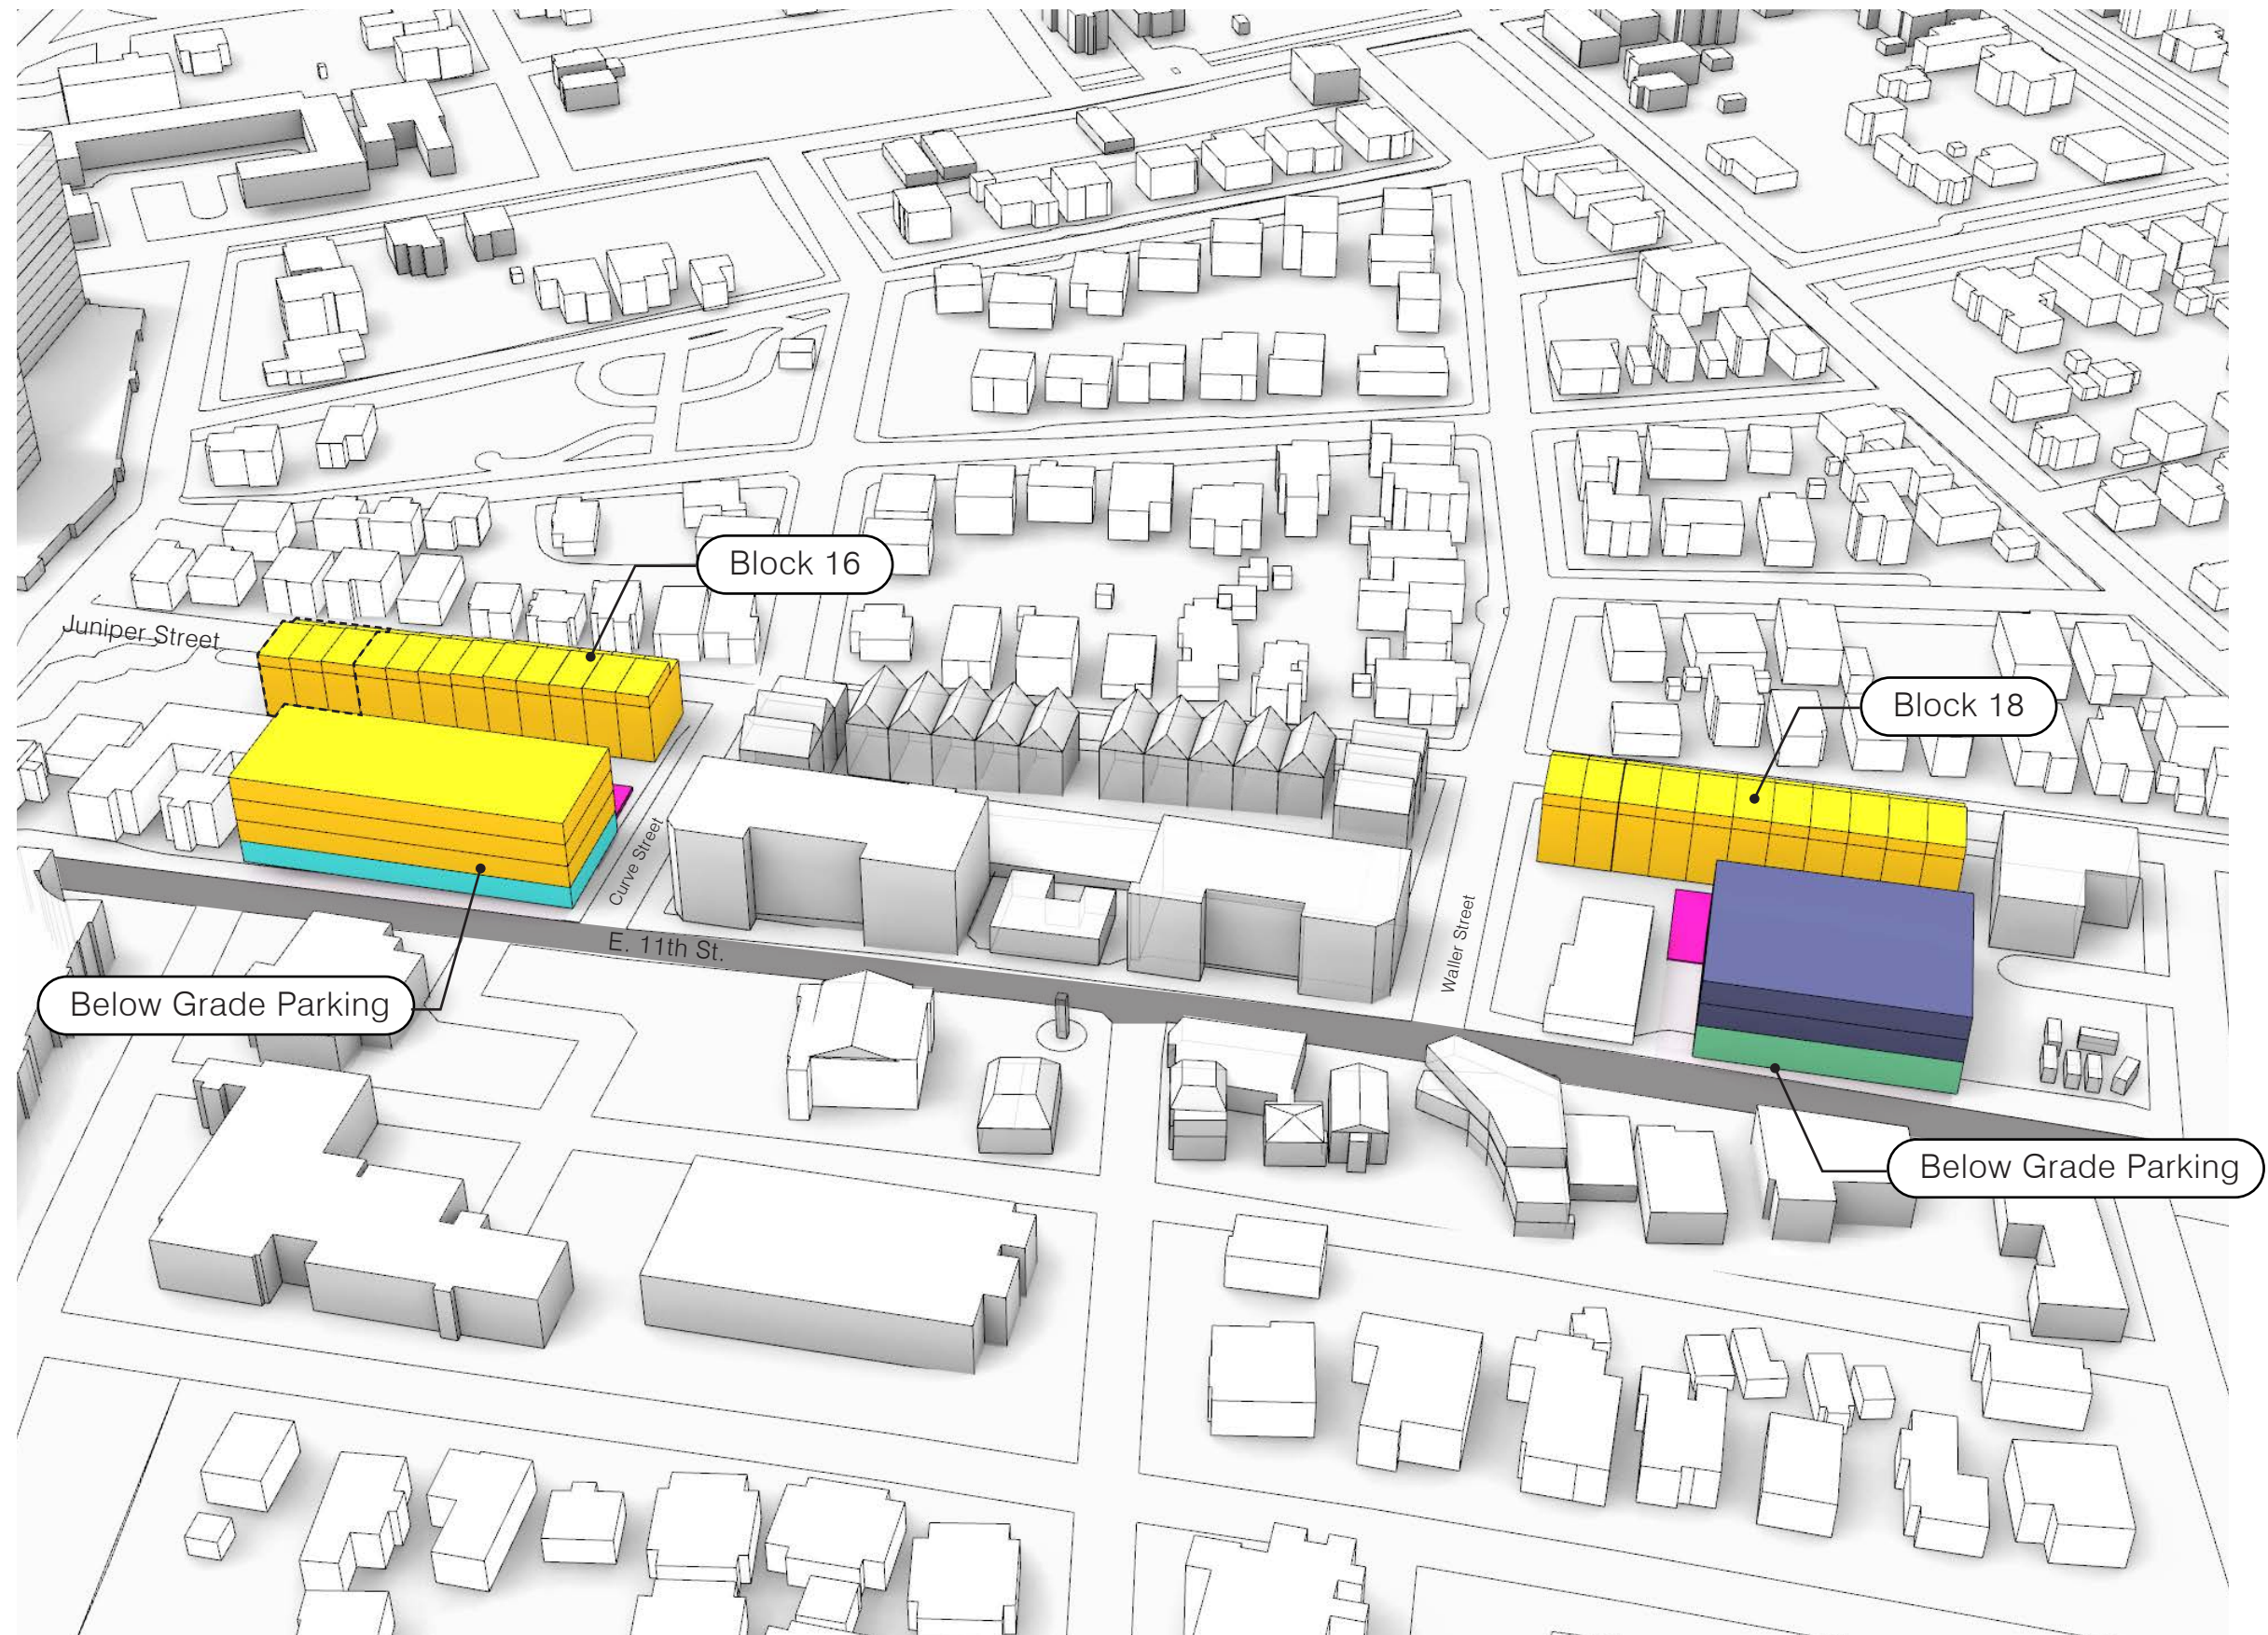 Block 16
Juniper Street
Block 18
Curve Street
Waller Street
E. 11th St.
Below Grade Parking
Below Grade Parking